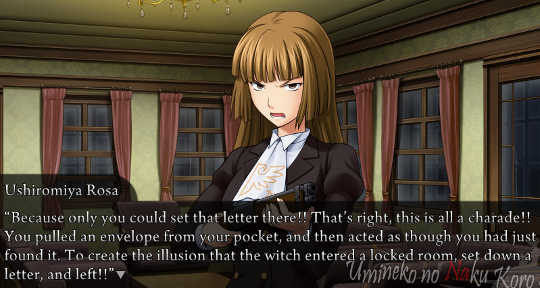 Ushiromiya Rosa
“Because only you could set that letter there!! That’s right, this is all a charade!!
You pulled an envelope from your pocket, and then acted as though you had just
found it. To create the illusion that the witch entered a locked room, set down a
letter, and left!!”
Umineko no Naku Koro